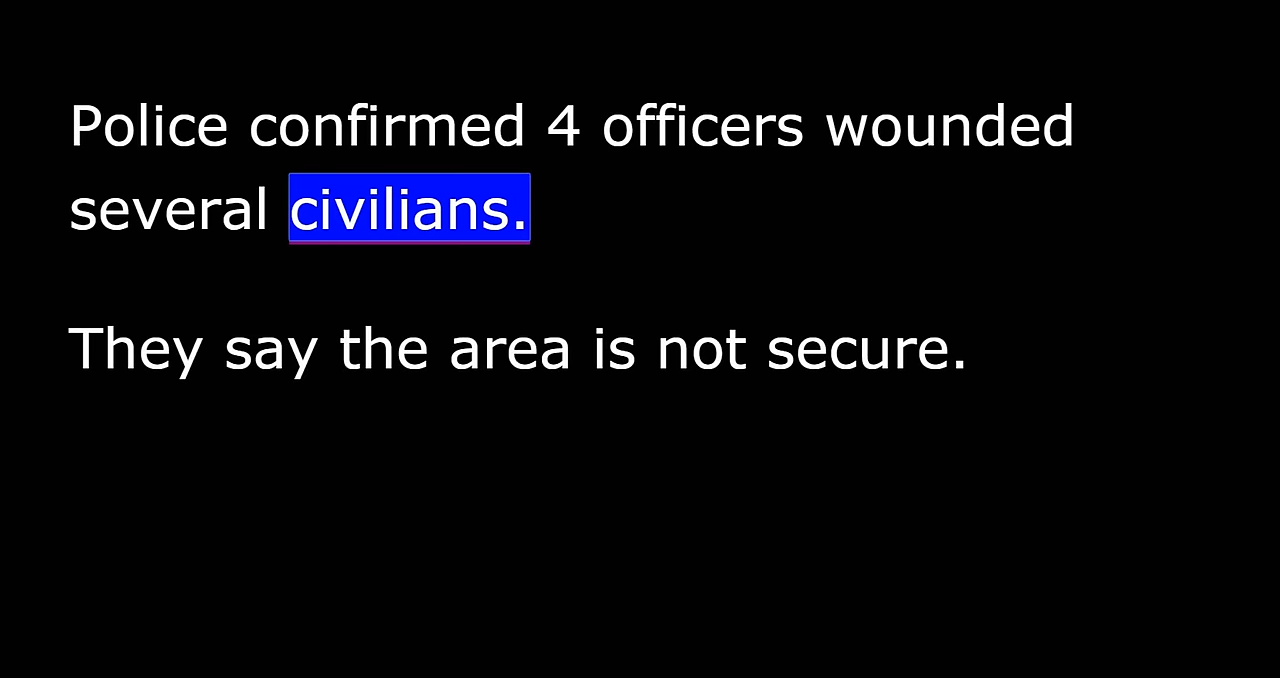 Police confirmed 4 officers wounded
several civilians.
They say the area is not secure.